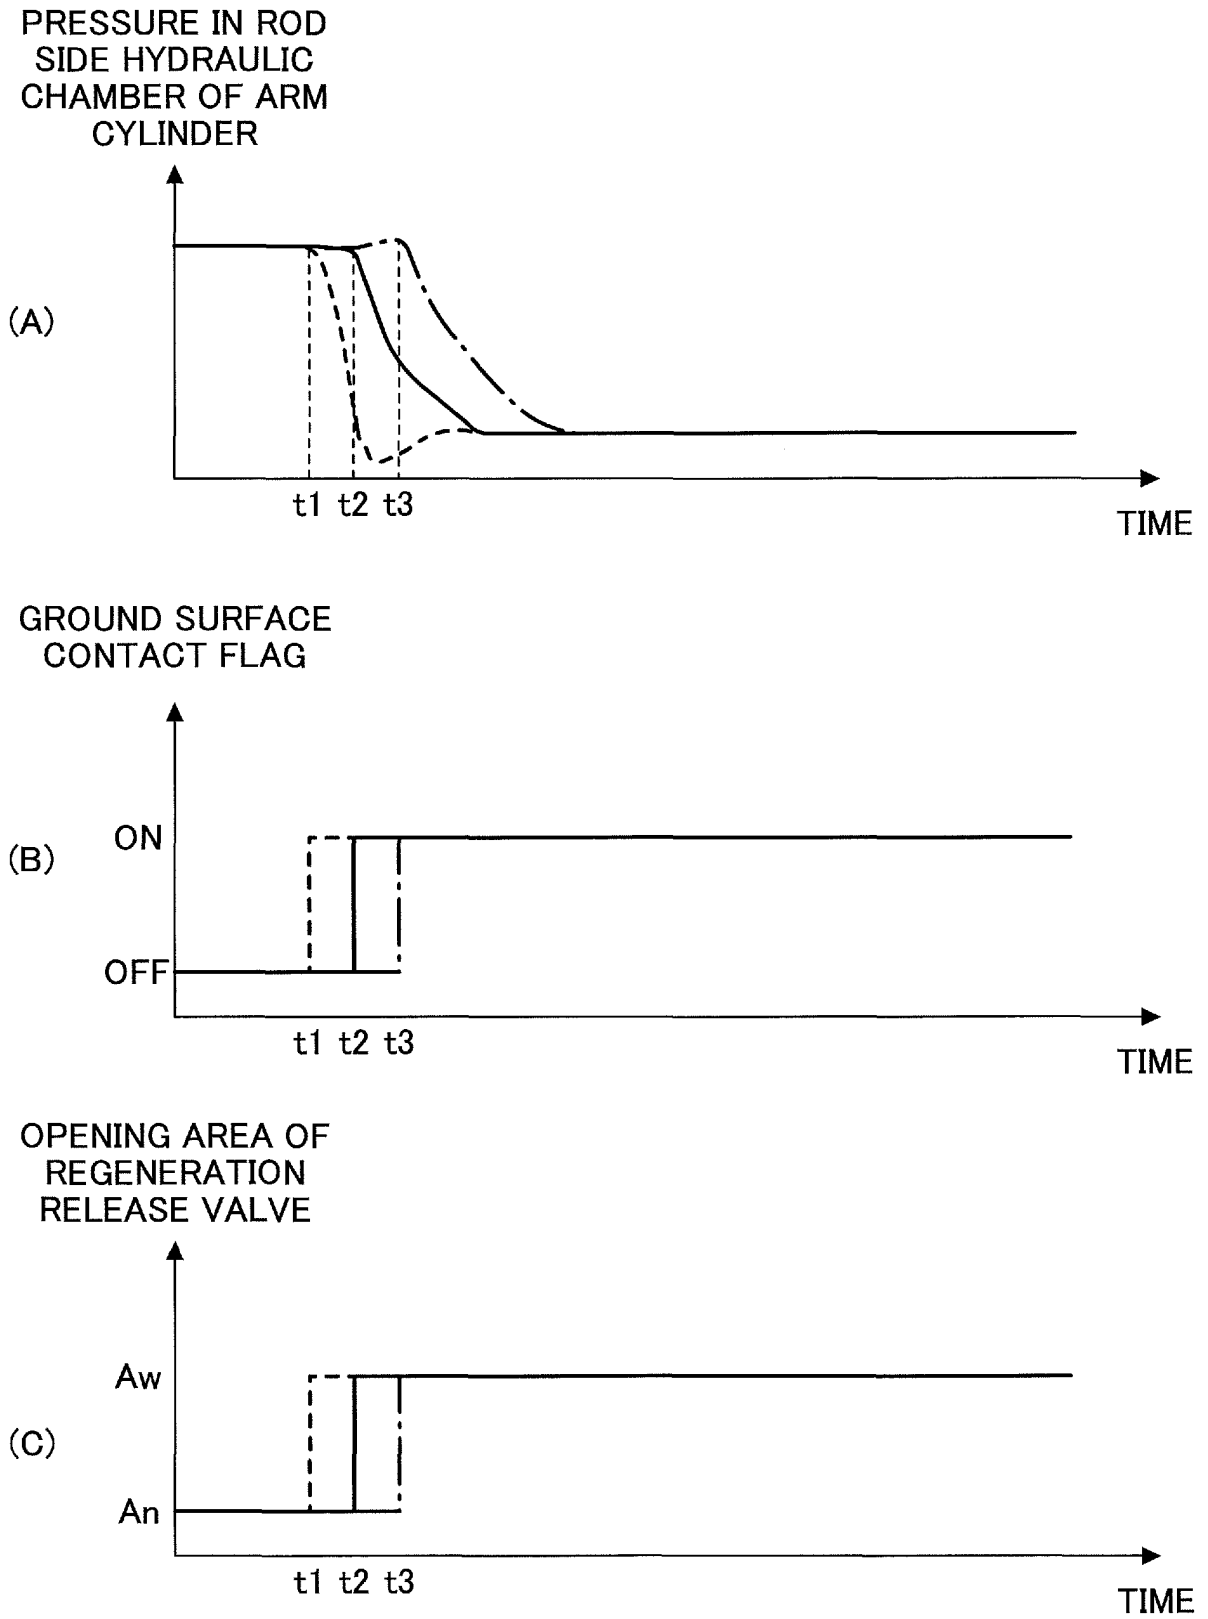 PRESSURE IN ROD
SIDE HYDRAULIC
CHAMBER OF ARM
CYLINDER
(A)
t1 t2 t3
TIME
GROUND SURFACE
CONTACT FLAG
ON
(B)
OFF
t1 t2 t3
TIME
OPENING AREA OF
REGENERATION
RELEASE VALVE
Aw
(C)
An
t1 t2 t3
TIME